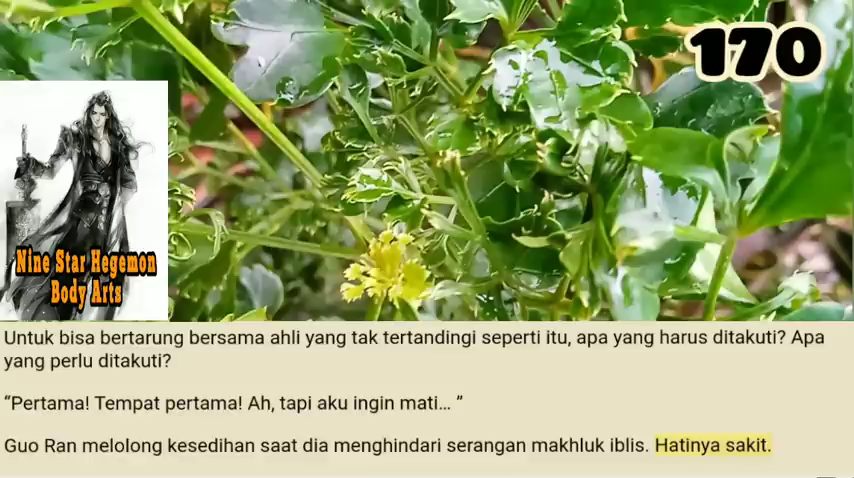 170
Nine Star Hegemon
Body Arts
Untuk bisa bertarung bersama ahli yang tak tertandingi seperti itu, apa yang harus ditakuti? Apa
yang perlu ditakuti?
“Pertama! Tempat pertama! Ah, tapi aku ingin mati... ”
Guo Ran melolong kesedihan saat dia menghindari serangan makhluk iblis. Hatinya sakit.